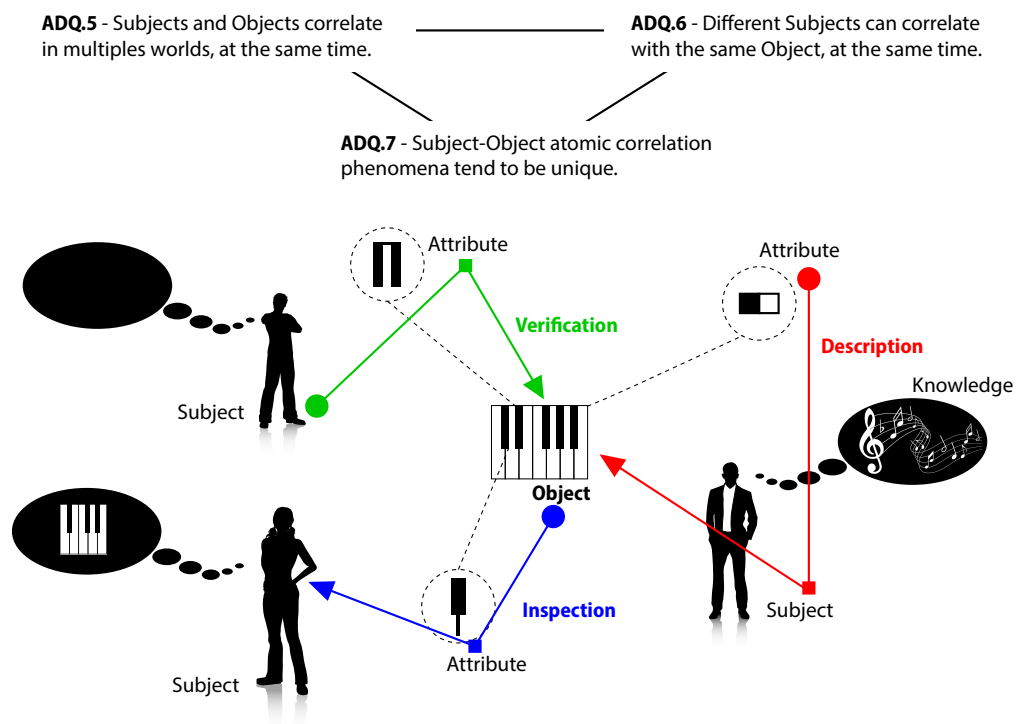 ADQ.5 - Subjects and Objects correlate
in multiples worlds, at the same time.
ADQ.6 - Different Subjects can correlate
with the same Object, at the same time.
ADQ.7 - Subject-Object atomic correlation
phenomena tend to be unique.
Attribute
Attribute
Verification
Description
Knowledge
Subject
Object
Inspection
Subject
Attribute
Subject